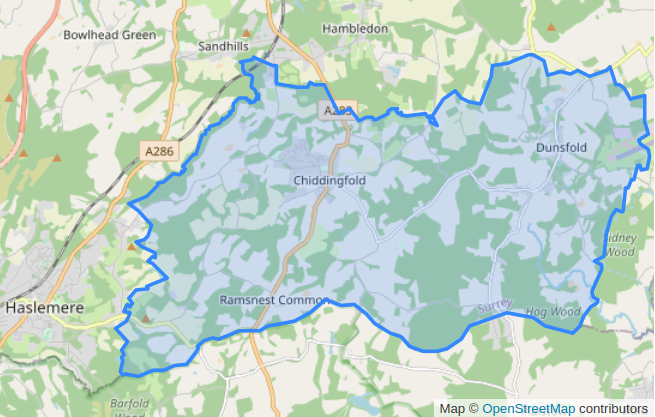 Bowlhead Green
Hambledon
Sandhills
A283
A286
Dunsfold
Chiddingfold
Sidney
Wood
Haslemere
Ramsnest Common
Surrey
Hog Wood
Barfold
Wood
Map © OpenStreetMap contributors